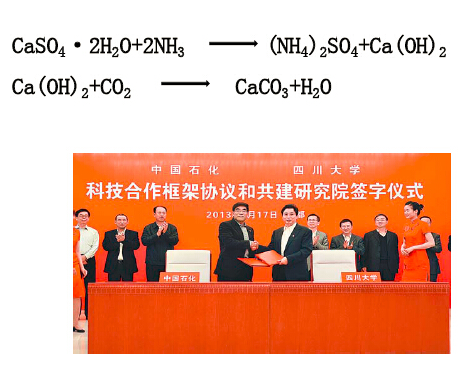 CaSO₄·2H₂O+2NH₃ ⟶ (NH₄)₂SO₄+Ca(OH)₂
Ca(OH)₂+CO₂ ⟶ CaCO₃+H₂O
中国石化 四川大学
科技合作框架协议和共建研究院签字仪式
2013 月17日
中国石化 四川大学